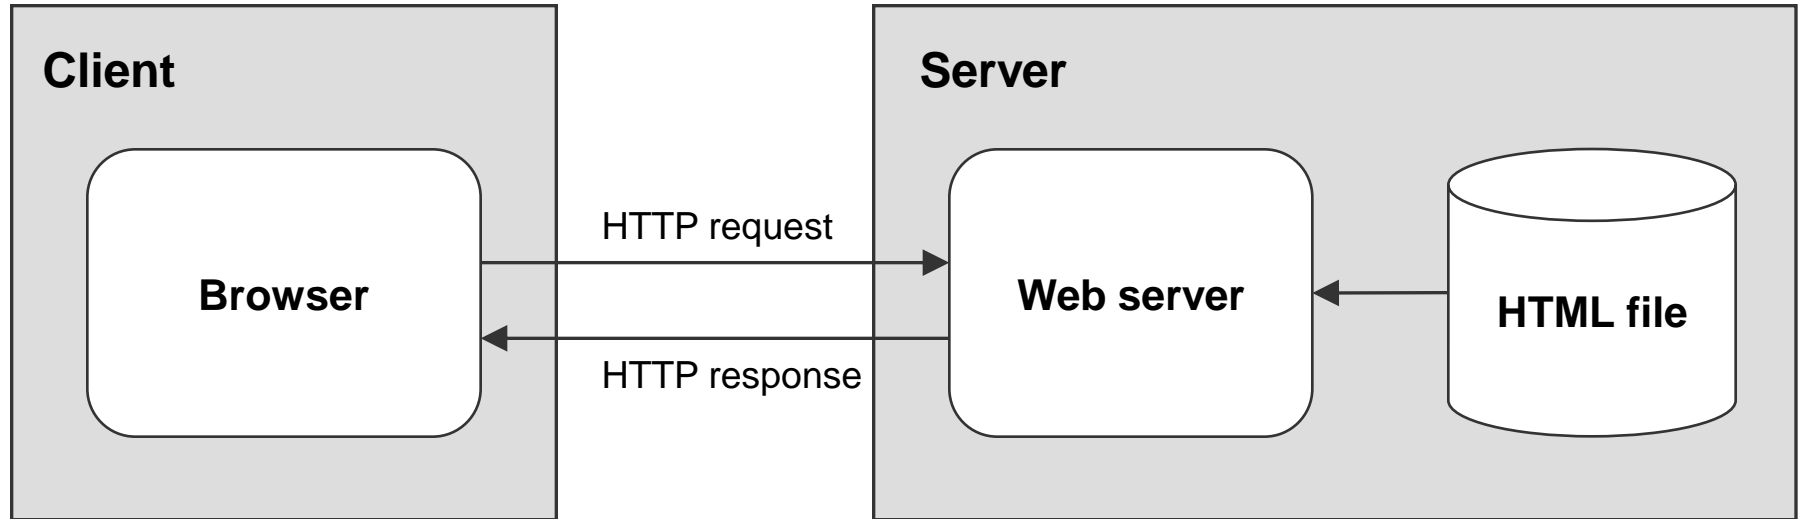 Client
Server
HTTP request
Browser
Web server
HTML file
HTTP response